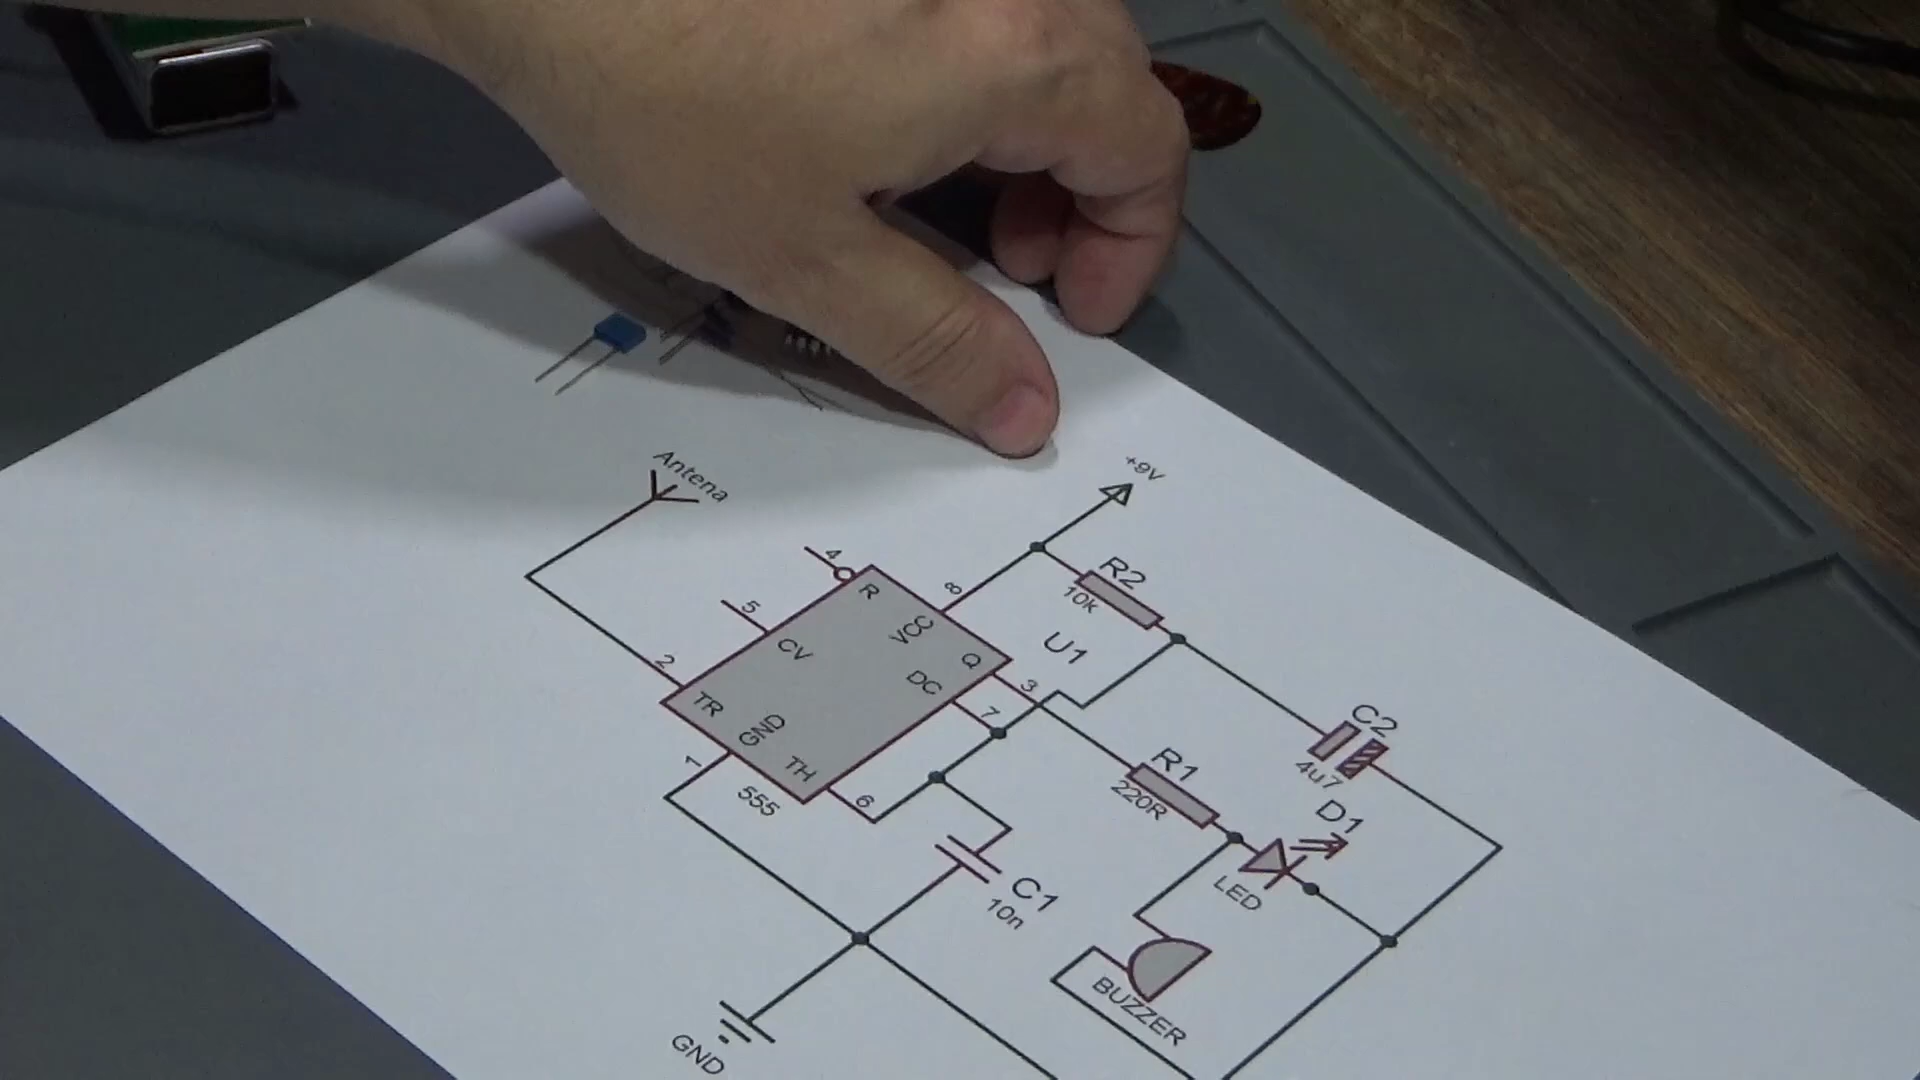 Antena
+9V
4
R
8
R2
10k
5
CV
VCC
Q
U1
2
TR
DC
3
7
GND
TH
1
555
6
C2
4u7
R1
220R
D1
LED
C1
10n
BUZZER
GND